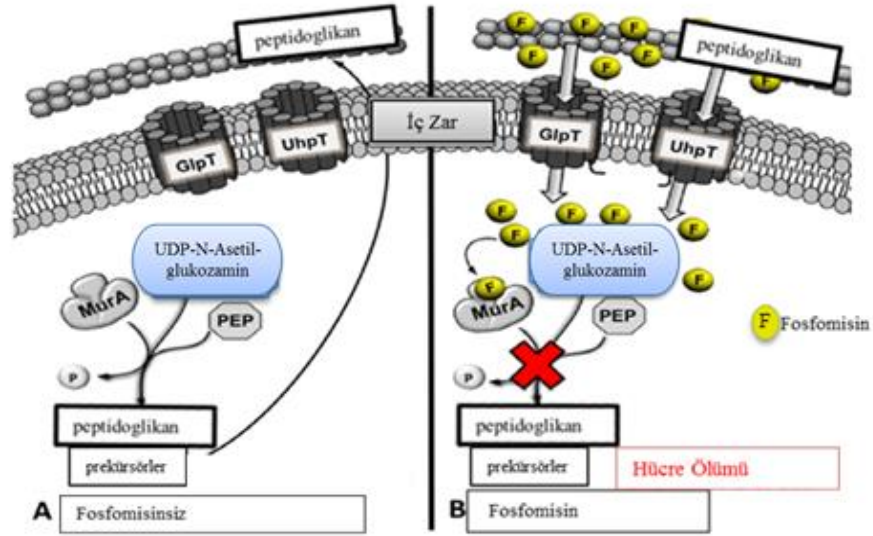 peptidoglikan
İç Zar
GlpT
UhpT
UDP-N-Asetil-
glukozamin
MurA
PEP
P
peptidoglikan
prekürsörler
A Fosfomisinsiz
F
F
F
F
F
F
F
F
peptidoglikan
GlpT
UhpT
F
F
F
F
F
F
UDP-N-Asetil-
glukozamin
F
MurA
PEP
F Fosfomisin
P
peptidoglikan
prekürsörler
Hücre Ölümü
B Fosfomisin